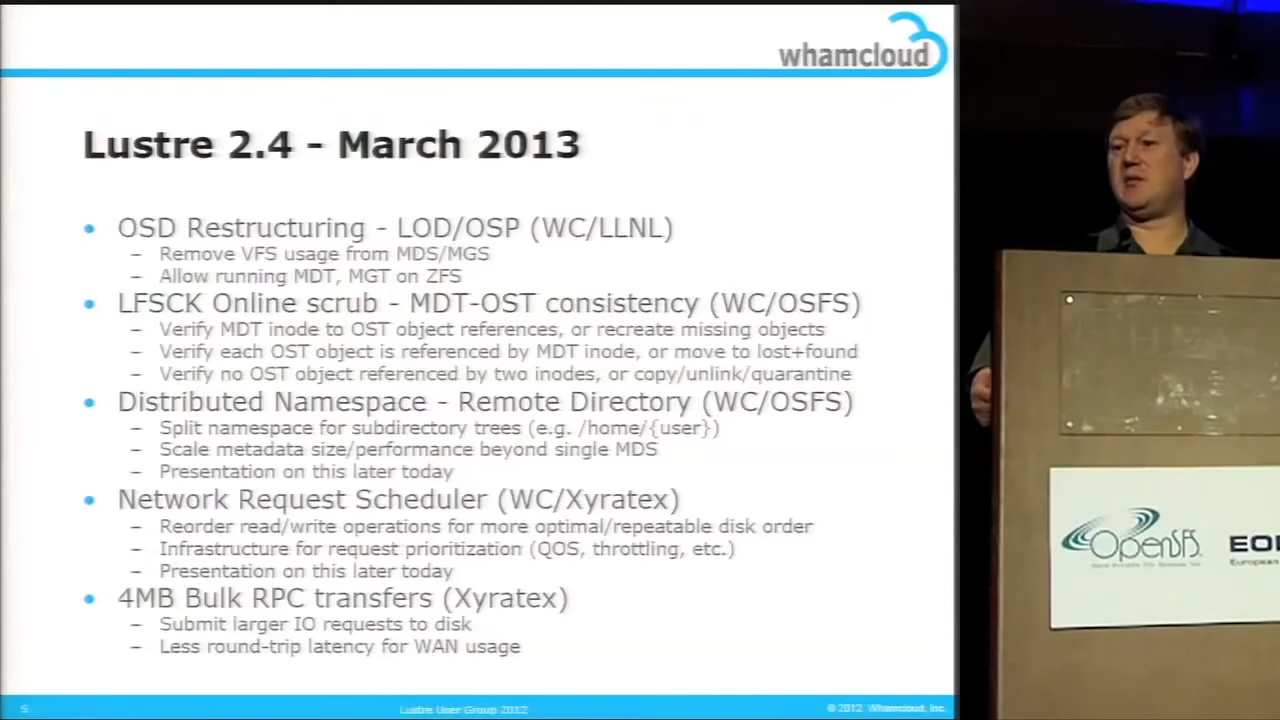 whamcloud
Lustre 2.4 - March 2013
• OSD Restructuring - LOD/OSP (WC/LLNL)
– Remove VFS usage from MDS/MGS
– Allow running MDT, MGT on ZFS
• LFSCK Online scrub - MDT-OST consistency (WC/OSFS)
– Verify MDT inode to OST object references, or recreate missing objects
– Verify each OST object is referenced by MDT inode, or move to lost+found
– Verify no OST object referenced by two inodes, or copy/unlink/quarantine
• Distributed Namespace - Remote Directory (WC/OSFS)
– Split namespace for subdirectory trees (e.g. /home/{user})
– Scale metadata size/performance beyond single MDS
– Presentation on this later today
• Network Request Scheduler (WC/Xyratex)
– Reorder read/write operations for more optimal/repeatable disk order
– Infrastructure for request prioritization (QOS, throttling, etc.)
– Presentation on this later today
• 4MB Bulk RPC transfers (Xyratex)
– Submit larger IO requests to disk
– Less round-trip latency for WAN usage
5
Lustre User Group 2012
© 2012 Whamcloud, Inc.
OpenSFS
European